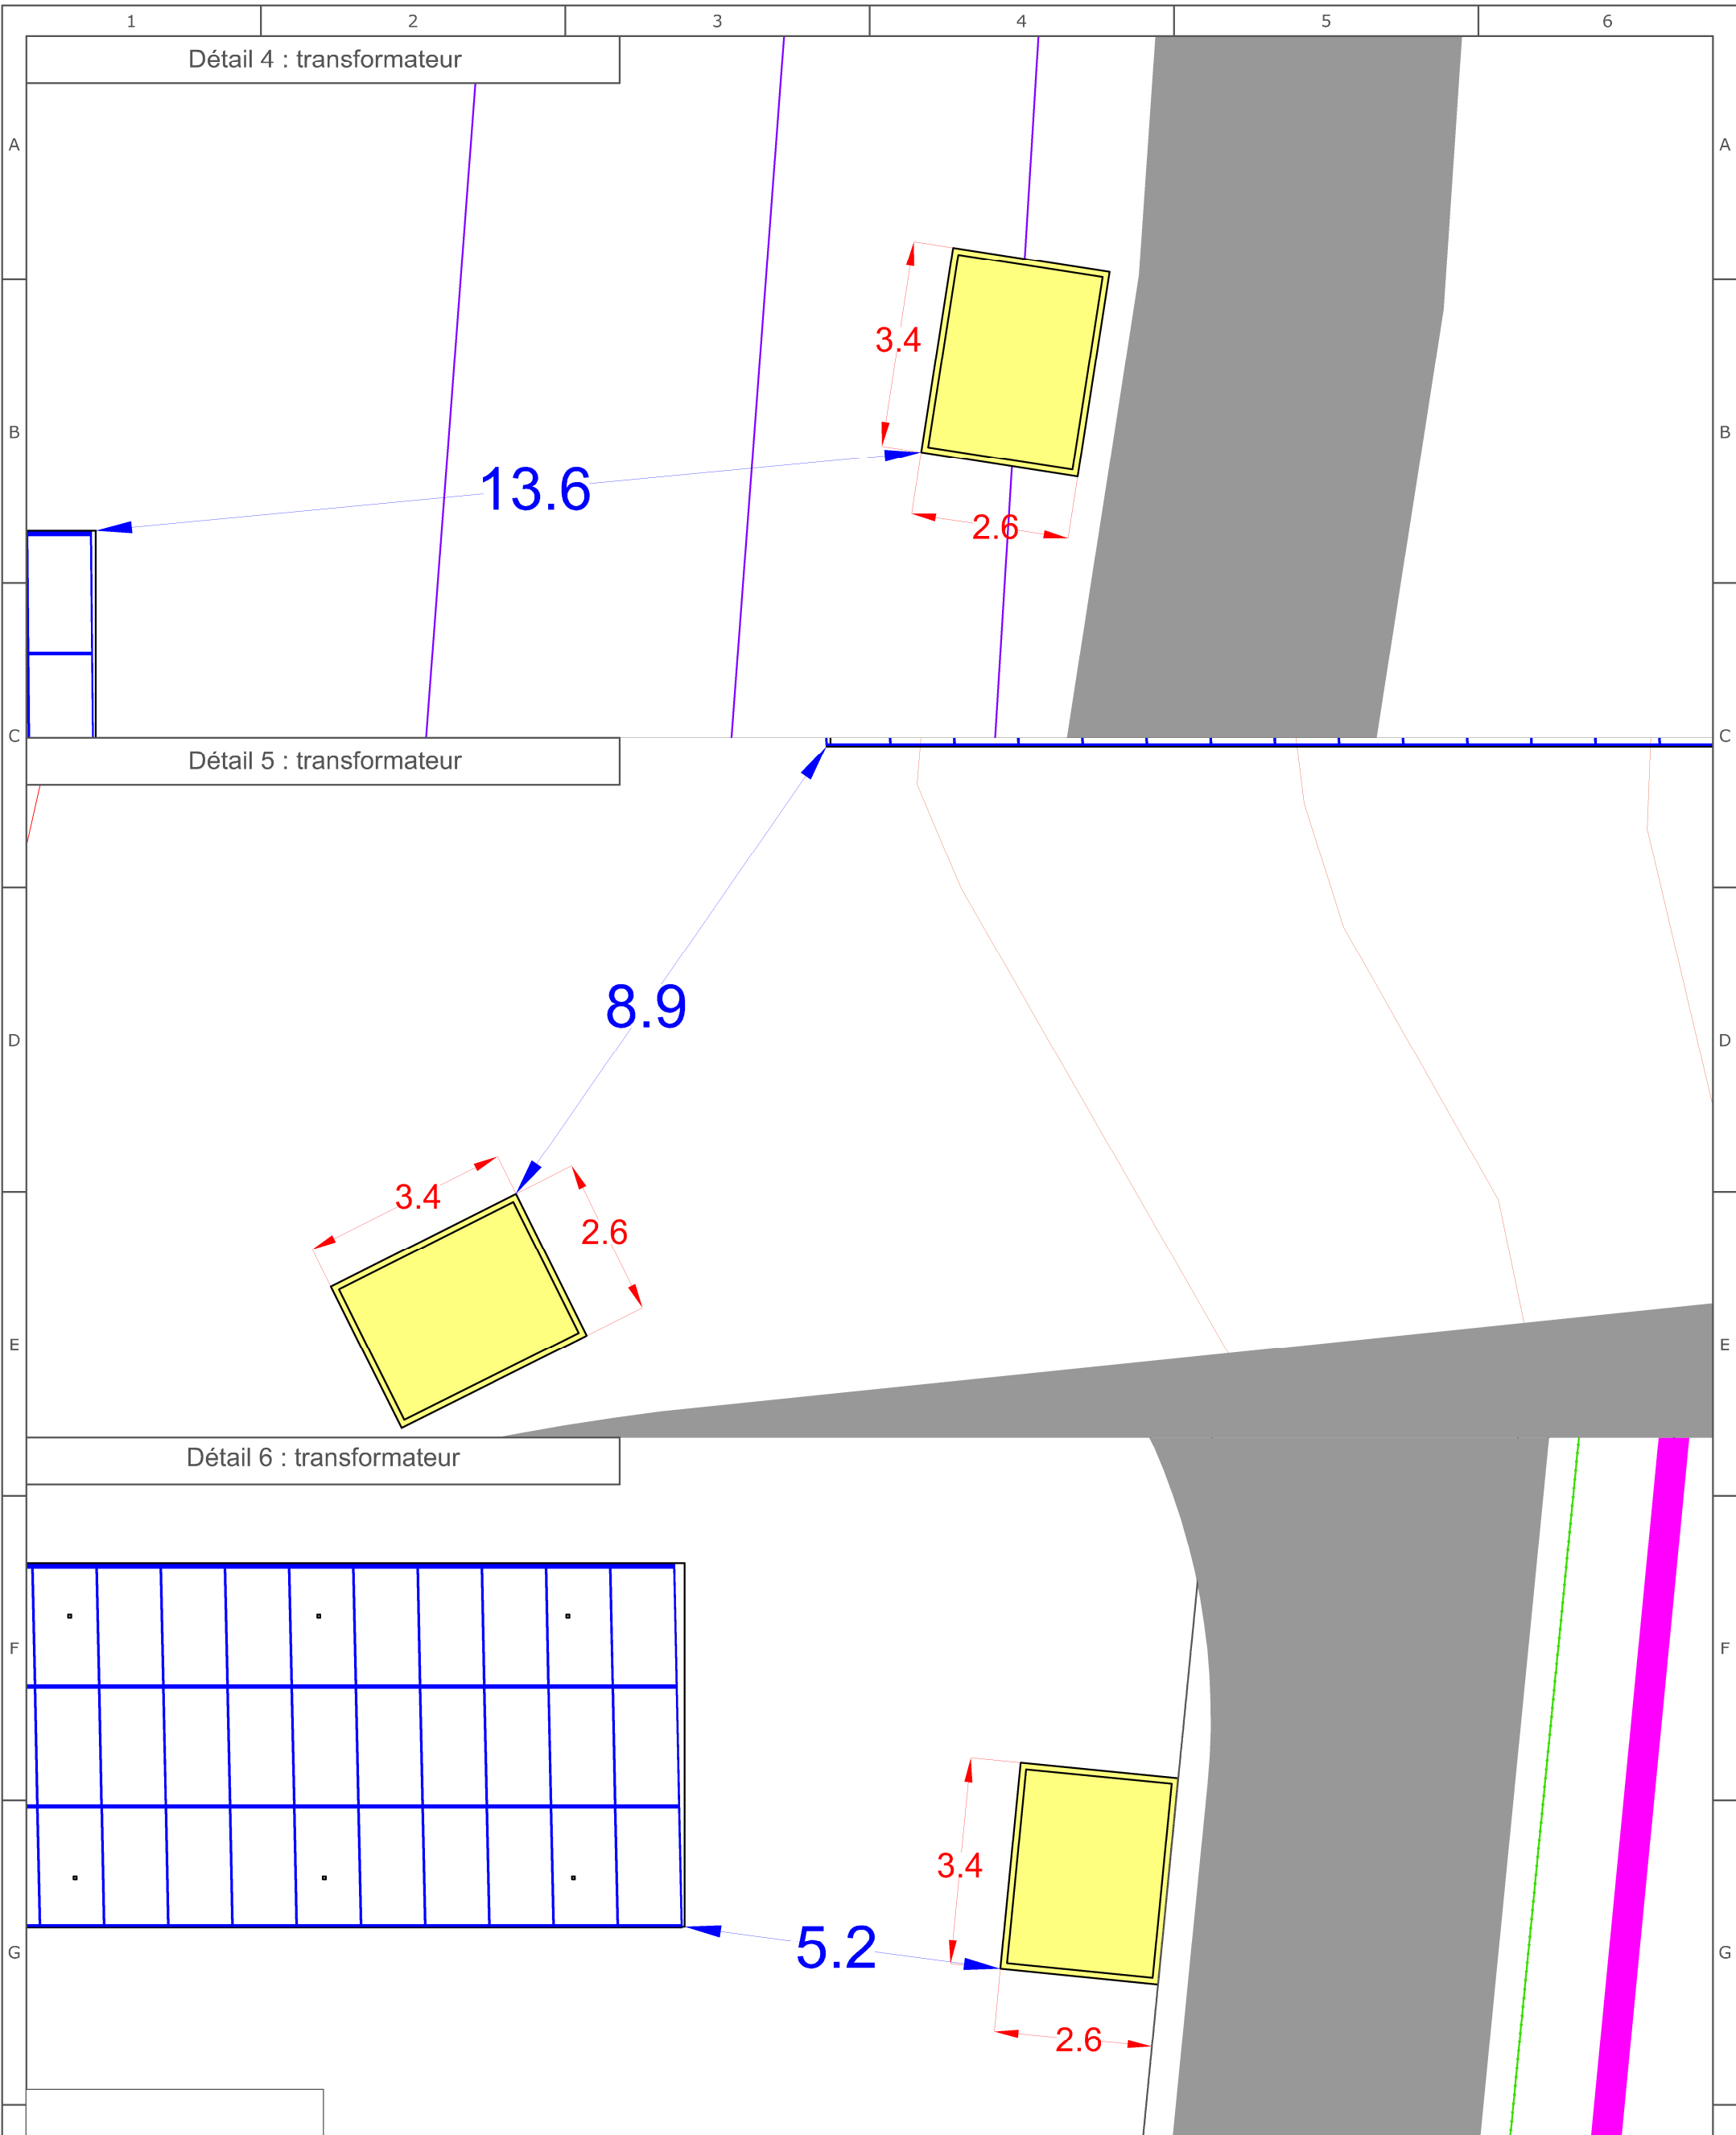 1 2 3 4 5 6
Détail 4 : transformateur
A A
3.4
B B
13.6
2.6
C C
Détail 5 : transformateur
8.9
D D
3.4
2.6
E E
Détail 6 : transformateur
F F
3.4
5.2
G G
2.6